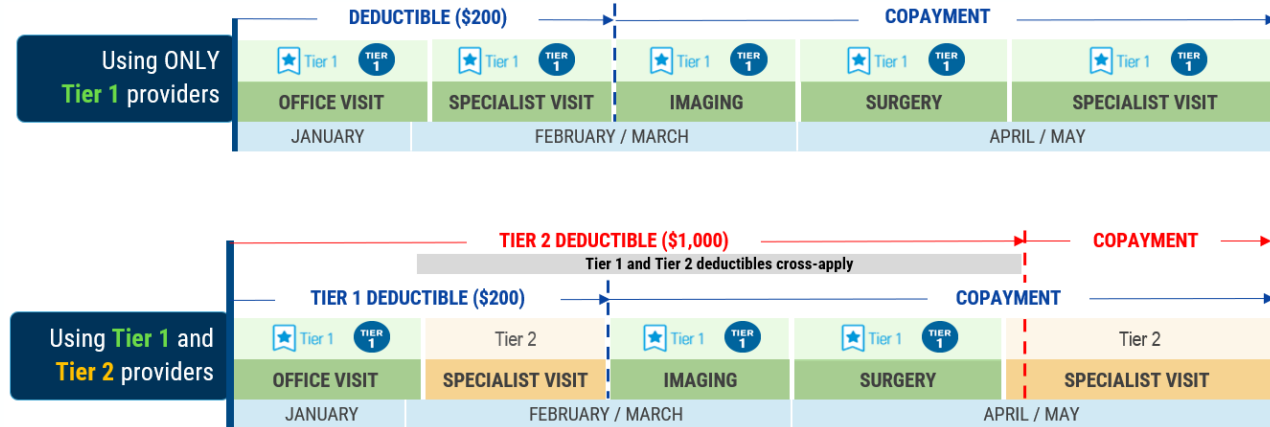 DEDUCTIBLE ($200) COPAYMENT
Using ONLY
Tier 1 providers
Tier 1 TIER 1 Tier 1 TIER 1 Tier 1 TIER 1 Tier 1 TIER 1 Tier 1 TIER 1
OFFICE VISIT SPECIALIST VISIT IMAGING SURGERY SPECIALIST VISIT
JANUARY FEBRUARY / MARCH APRIL / MAY
TIER 2 DEDUCTIBLE ($1,000) COPAYMENT
Tier 1 and Tier 2 deductibles cross-apply
TIER 1 DEDUCTIBLE ($200) COPAYMENT
Using Tier 1 and
Tier 2 providers
Tier 1 TIER 1 Tier 2 Tier 1 TIER 1 Tier 1 TIER 1 Tier 2
OFFICE VISIT SPECIALIST VISIT IMAGING SURGERY SPECIALIST VISIT
JANUARY FEBRUARY / MARCH APRIL / MAY